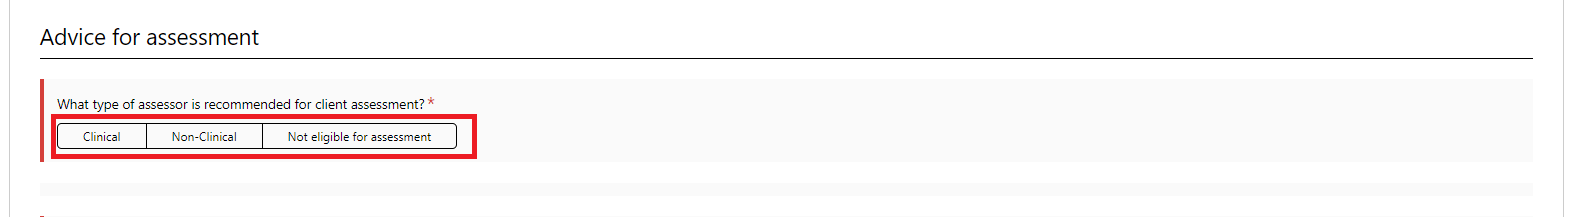 Advice for assessment
What type of assessor is recommended for client assessment? *
Clinical Non-Clinical Not eligible for assessment